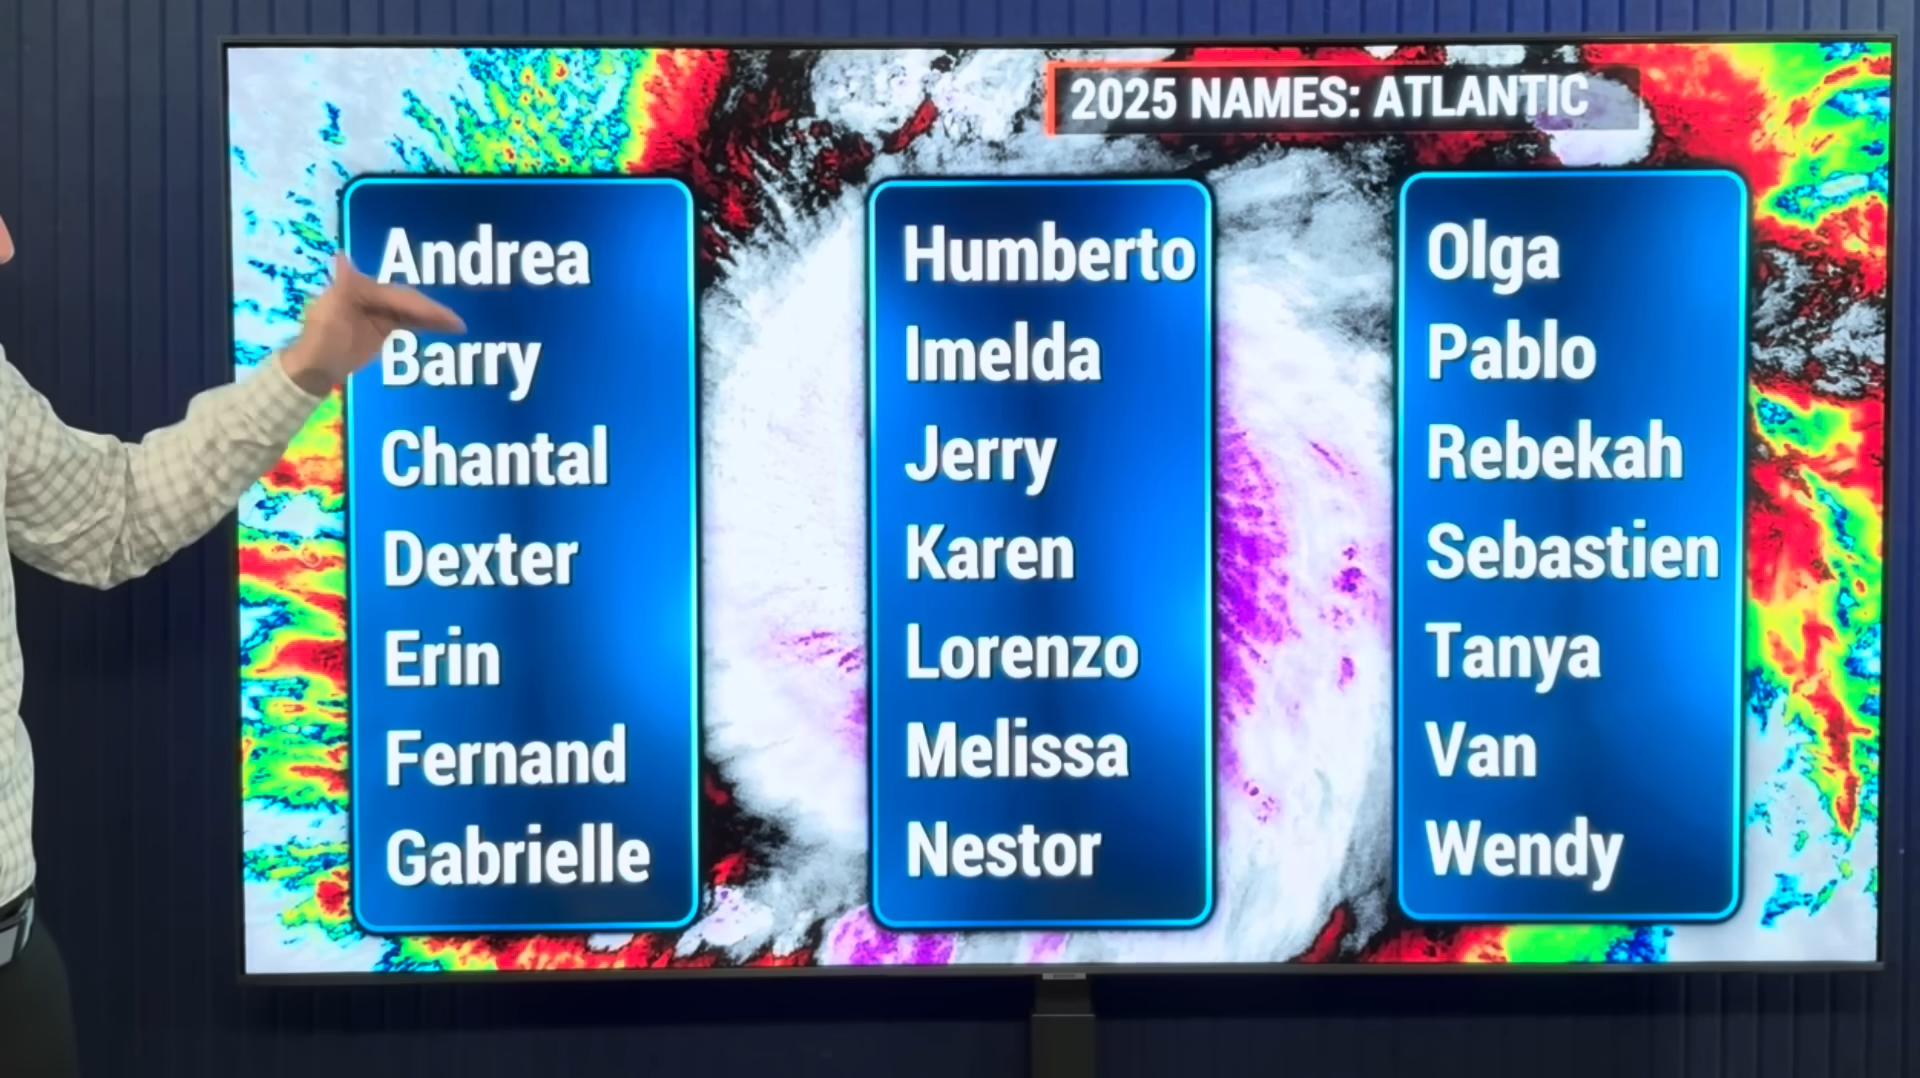 2025 NAMES: ATLANTIC
Andrea
Barry
Chantal
Dexter
Erin
Fernand
Gabrielle
Humberto
Imelda
Jerry
Karen
Lorenzo
Melissa
Nestor
Olga
Pablo
Rebekah
Sebastien
Tanya
Van
Wendy